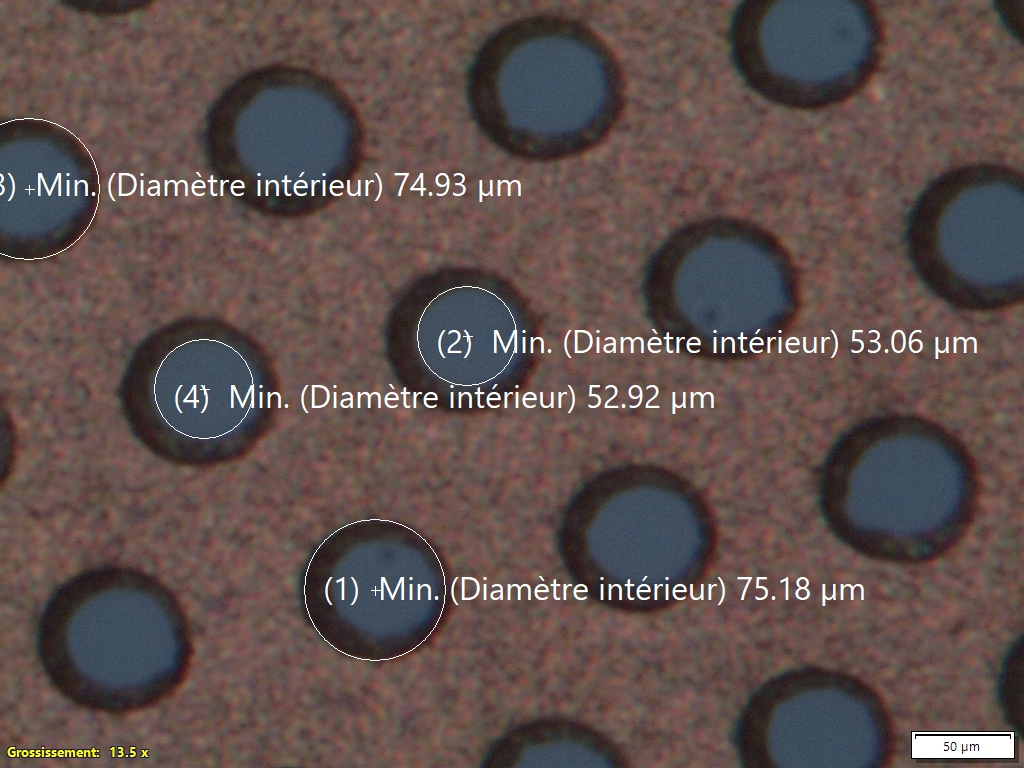 3) Min. (Diamètre intérieur) 74.93 µm
(2) Min. (Diamètre intérieur) 53.06 µm
(4) Min. (Diamètre intérieur) 52.92 µm
(1) Min. (Diamètre intérieur) 75.18 µm
Grossissement: 13.5 x
50 µm